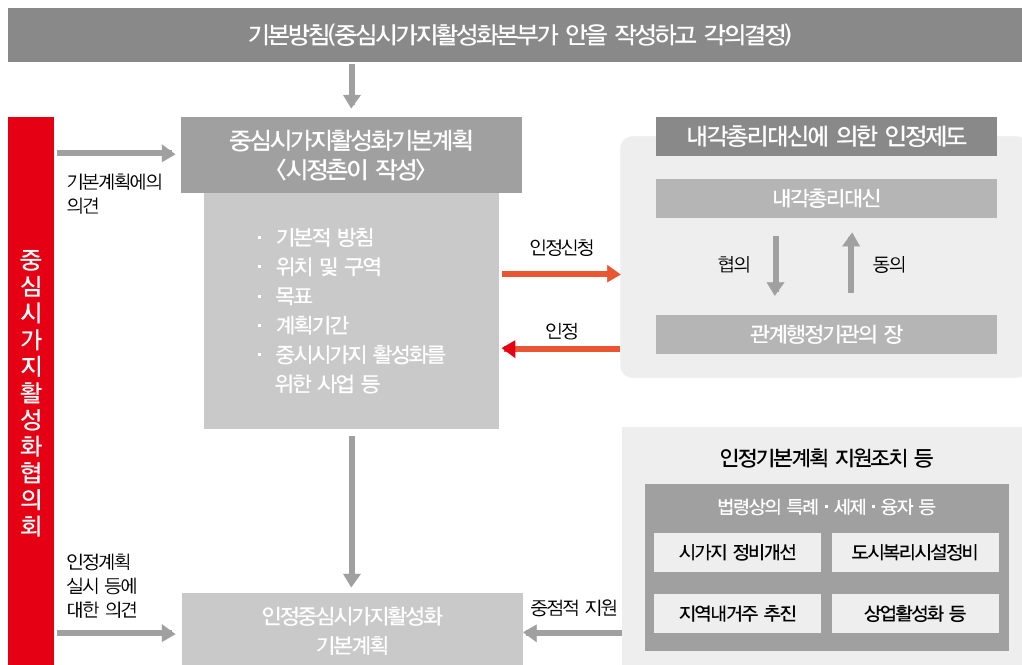 기본방침(중심시가지활성화본부가 안을 작성하고 각의결정)
중심시가지활성화협의회
기본계획에의
의견
중심시가지활성화기본계획
<시정촌이 작성>
· 기본적 방침
· 위치 및 구역
· 목표
· 계획기간
· 중시시가지 활성화를
위한 사업 등
인정신청
인정
내각총리대신에 의한 인정제도
내각총리대신
협의
동의
관계행정기관의 장
인정계획
실시 등에
대한 의견
인정중심시가지활성화
기본계획
중점적 지원
인정기본계획 지원조치 등
법령상의 특례 · 세제 · 융자 등
시가지 정비개선
도시복리시설정비
지역내거주 추진
상업활성화 등